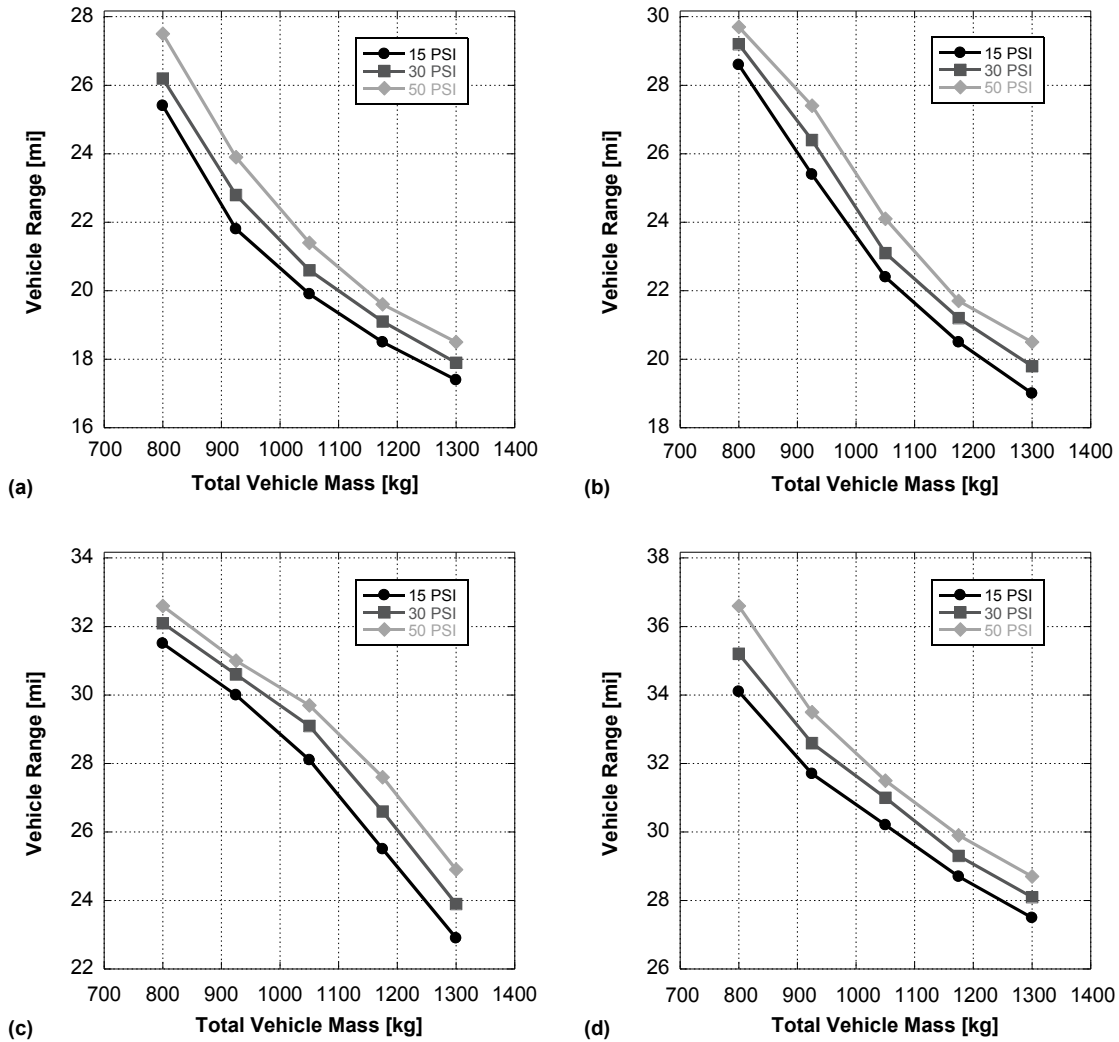 28
26
24
22
20
18
16
Vehicle Range [mi]
15 PSI
30 PSI
50 PSI
700 800 900 1000 1100 1200 1300 1400
Total Vehicle Mass [kg]
(a)
30
28
26
24
22
20
18
Vehicle Range [mi]
15 PSI
30 PSI
50 PSI
700 800 900 1000 1100 1200 1300 1400
Total Vehicle Mass [kg]
(b)
34
32
30
28
26
24
22
Vehicle Range [mi]
15 PSI
30 PSI
50 PSI
700 800 900 1000 1100 1200 1300 1400
Total Vehicle Mass [kg]
(c)
38
36
34
32
30
28
26
Vehicle Range [mi]
15 PSI
30 PSI
50 PSI
700 800 900 1000 1100 1200 1300 1400
Total Vehicle Mass [kg]
(d)